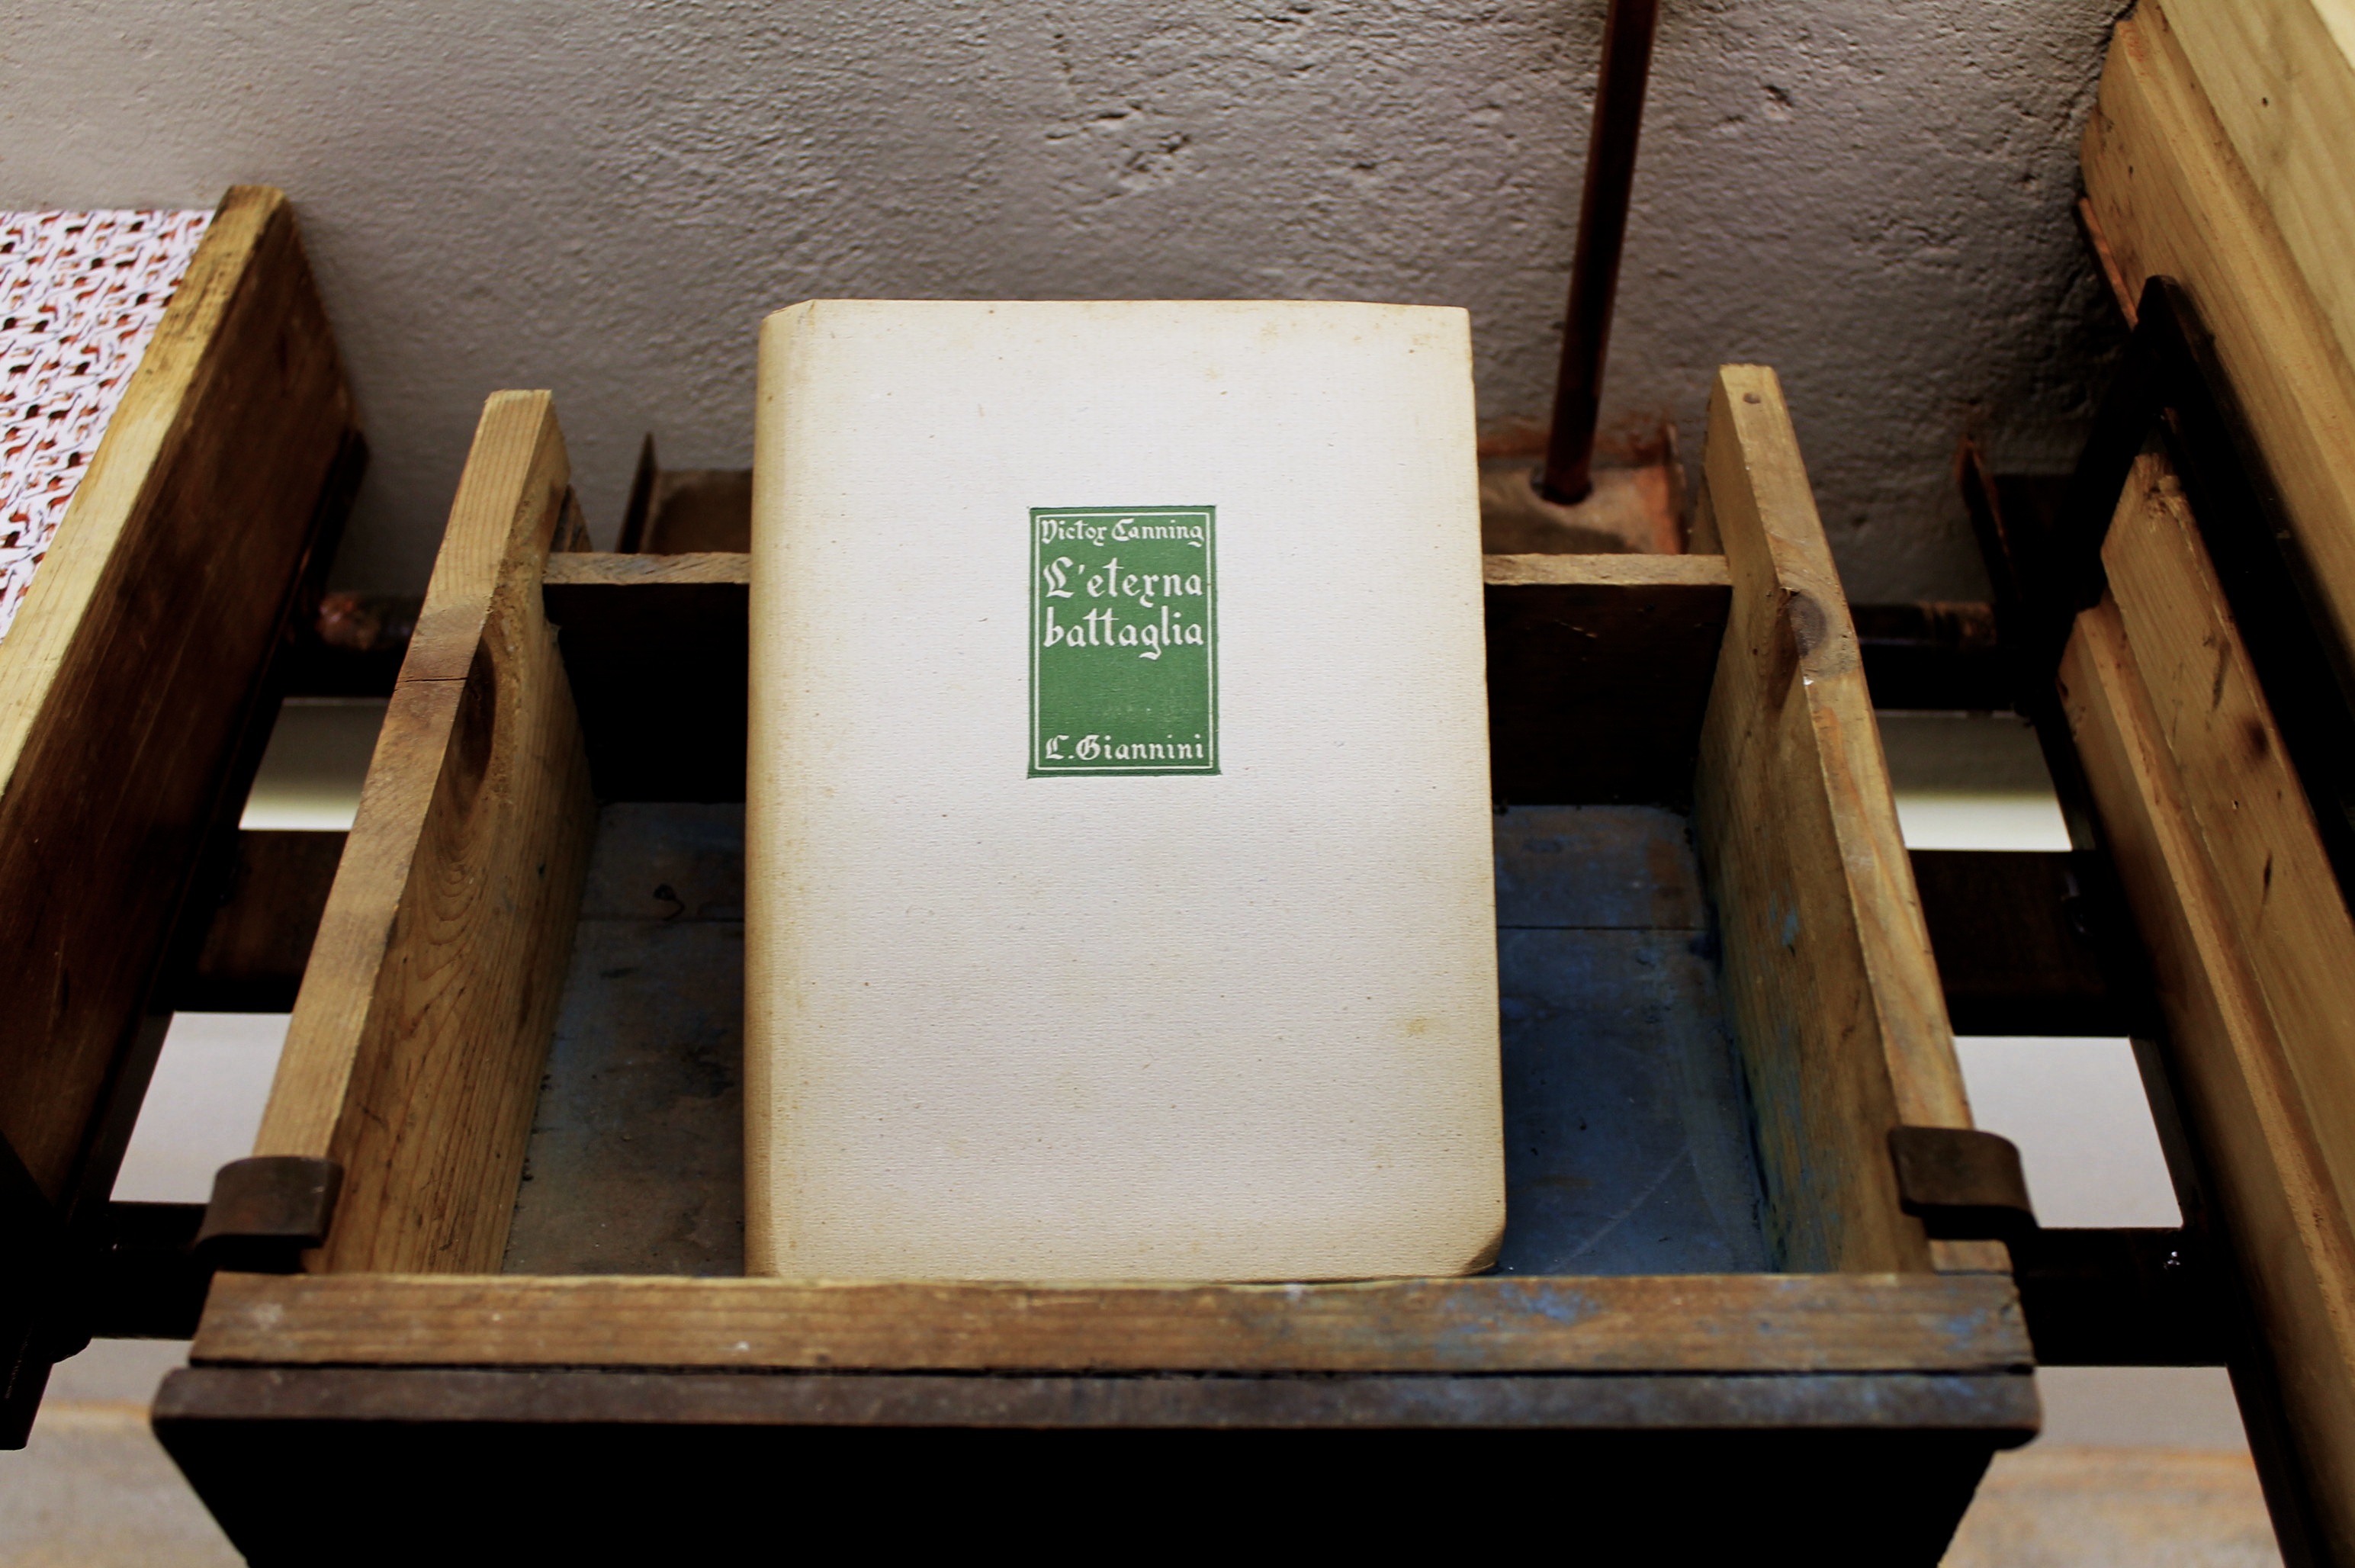 Victor Canning
L'eterna
battaglia
L. Giannini